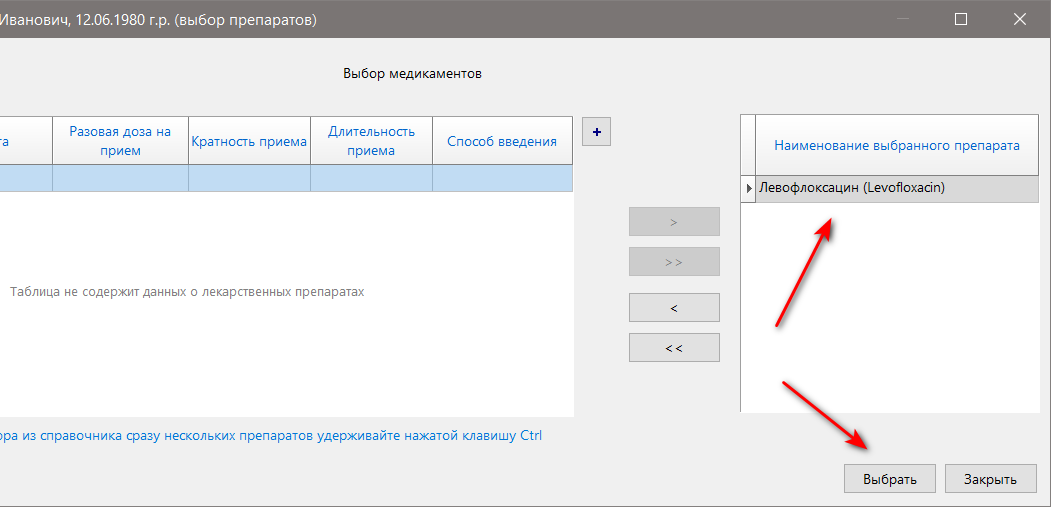 Иванович, 12.06.1980 г.р. (выбор препаратов)
Выбор медикаментов
та
Разовая доза на
прием
Кратность приема
Длительность
приема
Способ введения
+
Наименование выбранного препарата
Левофлоксацин (Levofloxacin)
>
>>
<
<<
Таблица не содержит данных о лекарственных препаратах
ора из справочника сразу нескольких препаратов удерживайте нажатой клавишу Ctrl
Выбрать
Закрыть